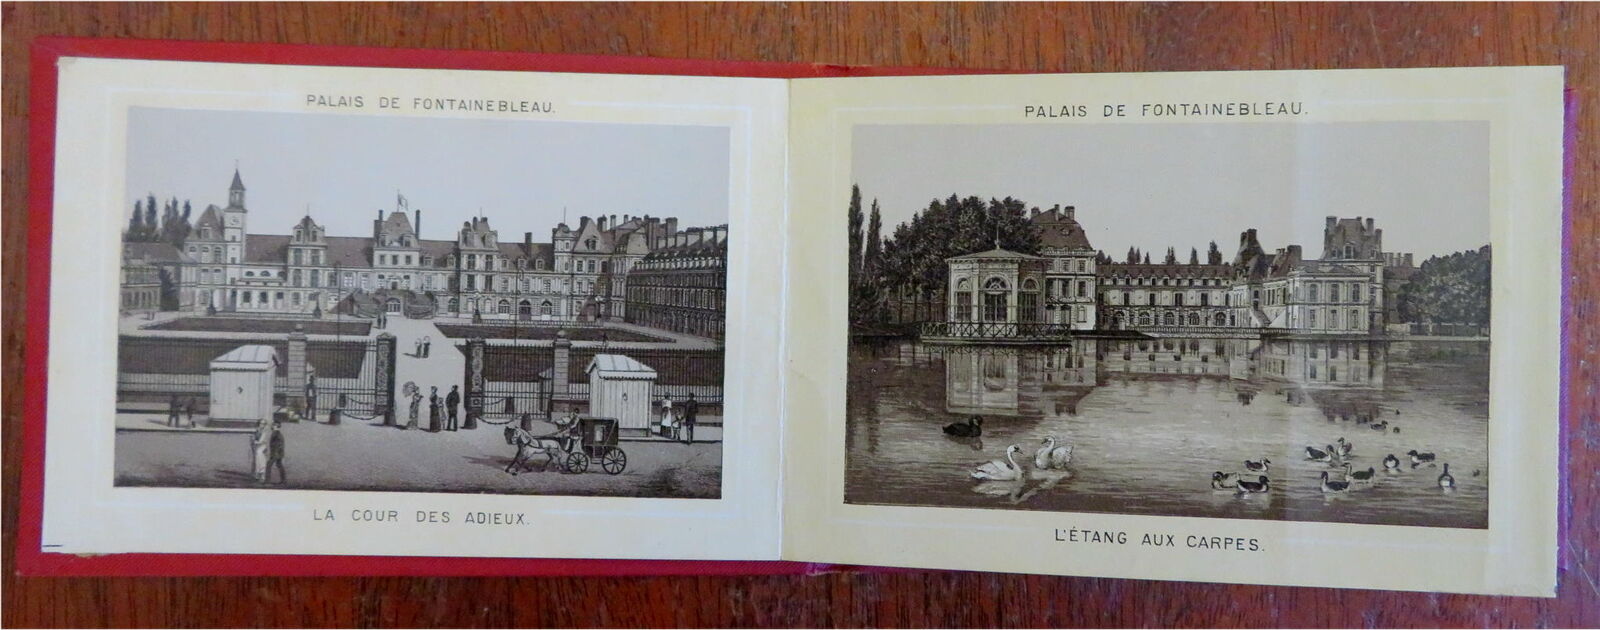 PALAIS DE FONTAINEBLEAU.
LA COUR DES ADIEUX.
PALAIS DE FONTAINEBLEAU.
L'ÉTANG AUX CARPES.